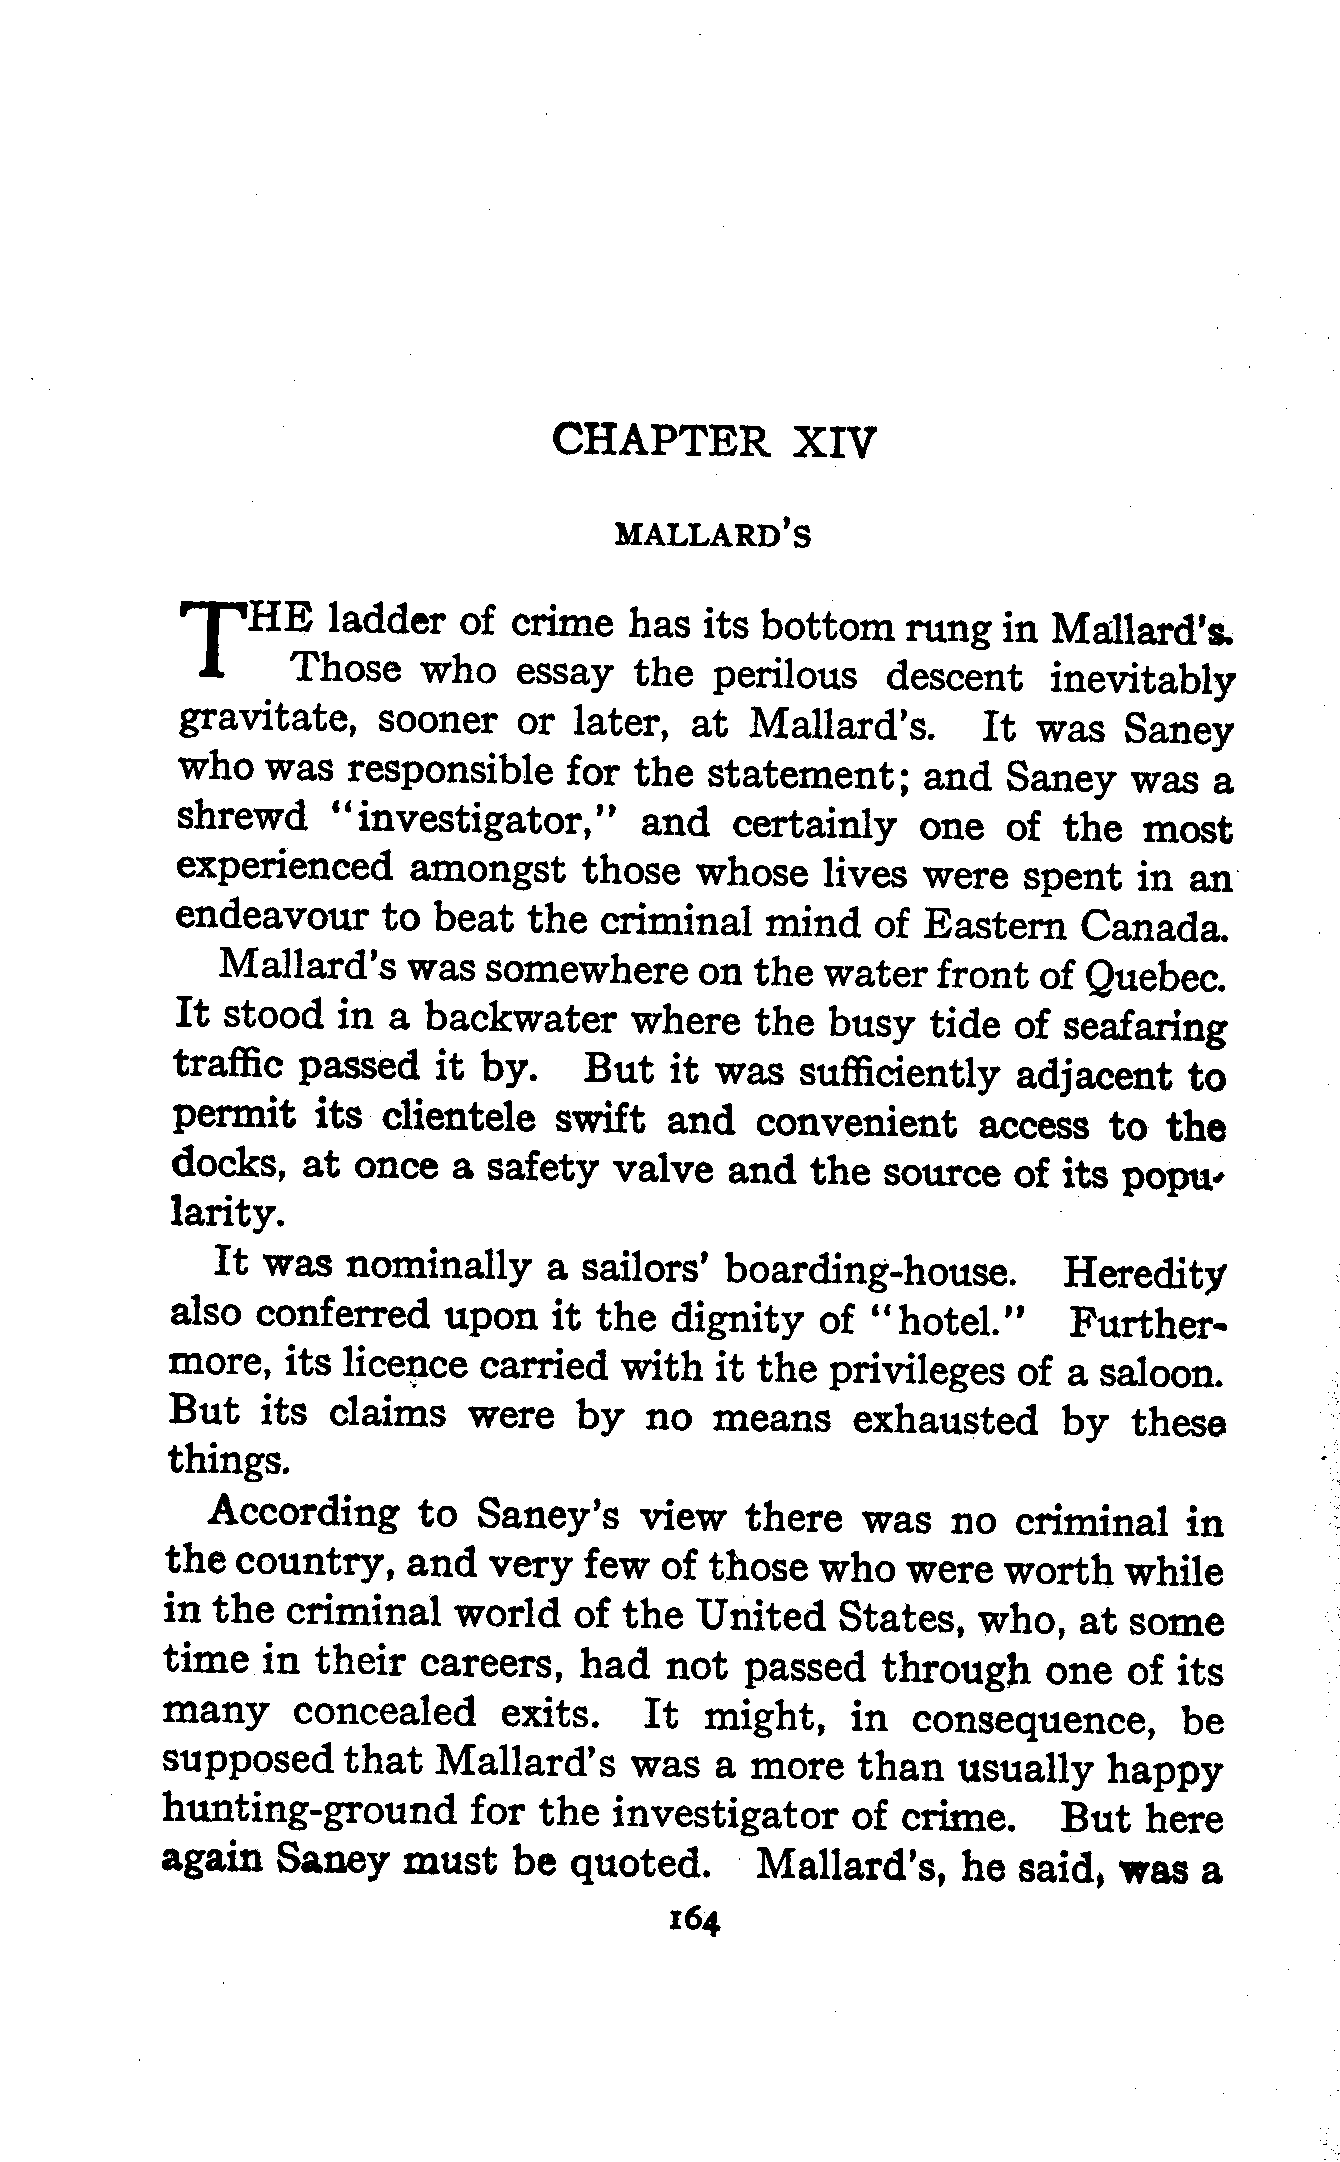 CHAPTER XIV
MALLARD'S
THE ladder of crime has its bottom rung in Mallard's.
Those who essay the perilous descent inevitably
gravitate, sooner or later, at Mallard's. It was Saney
who was responsible for the statement; and Saney was a
shrewd "investigator," and certainly one of the most
experienced amongst those whose lives were spent in an
endeavour to beat the criminal mind of Eastern Canada.
Mallard's was somewhere on the water front of Quebec.
It stood in a backwater where the busy tide of seafaring
traffic passed it by. But it was sufficiently adjacent to
permit its clientele swift and convenient access to the
docks, at once a safety valve and the source of its popu-
larity.
It was nominally a sailors' boarding-house. Heredity
also conferred upon it the dignity of "hotel." Further-
more, its licence carried with it the privileges of a saloon.
But its claims were by no means exhausted by these
things.
According to Saney's view there was no criminal in
the country, and very few of those who were worth while
in the criminal world of the United States, who, at some
time in their careers, had not passed through one of its
many concealed exits. It might, in consequence, be
supposed that Mallard's was a more than usually happy
hunting-ground for the investigator of crime. But here
again Saney must be quoted. Mallard's, he said, was a
164